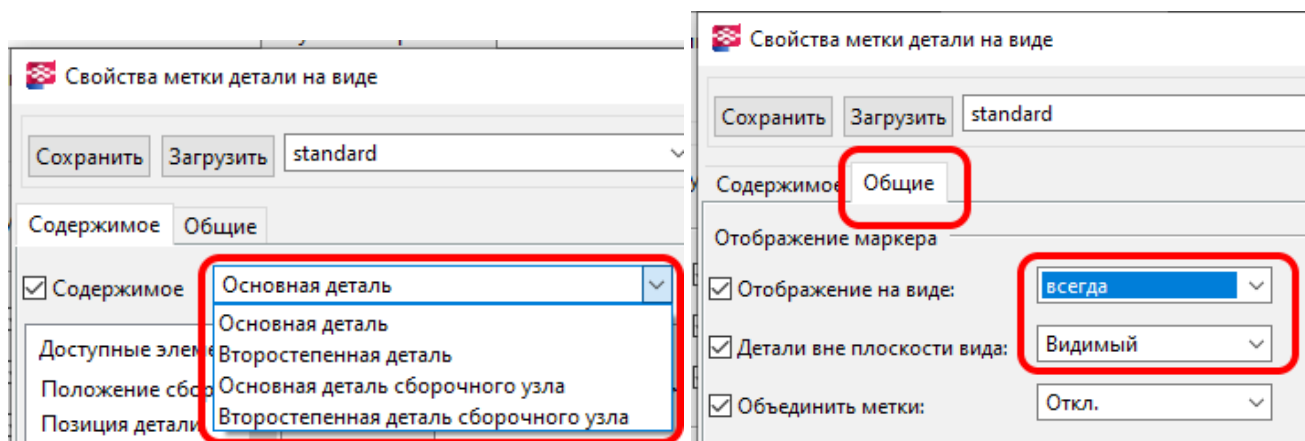 Свойства метки детали на виде
Сохранить Загрузить standard
Содержимое Общие
Содержимое Основная деталь
Основная деталь
Второстепенная деталь
Основная деталь сборочного узла
Второстепенная деталь сборочного узла
Доступные элеме
Положение сбор
Позиция детали
Свойства метки детали на виде
Сохранить Загрузить standard
Содержимое Общие
Отображение маркера
Отображение на виде: всегда
Детали вне плоскости вида: Видимый
Объединить метки: Откл.